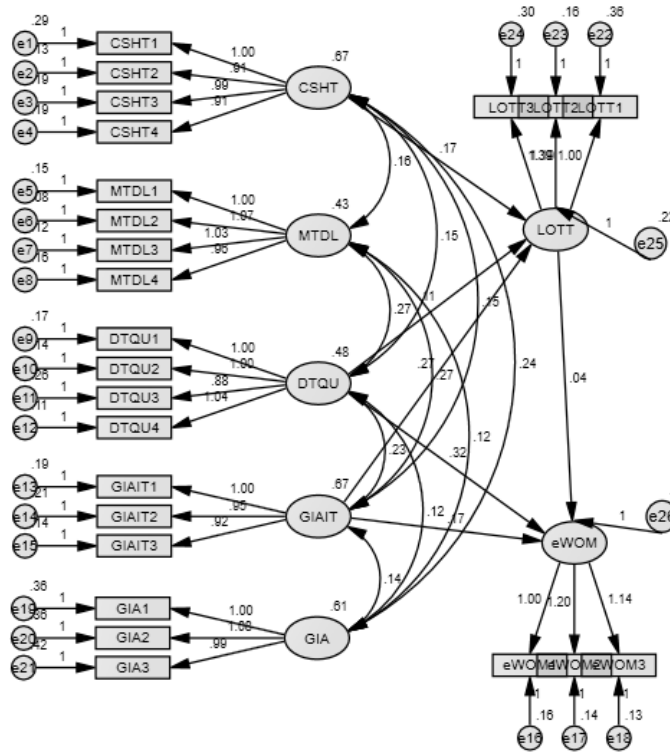 .29
e1 1 CSHT1 1.00
.13
e2 1 CSHT2 .91
.19
e3 1 CSHT3 .99
.19
e4 1 CSHT4 .91
.67
CSHT
.15
e5 1 MTDL1 1.00
.08
e6 1 MTDL2 1.07
.12
e7 1 MTDL3 1.03
.16
e8 1 MTDL4
.43
MTDL
.17
e9 1 DTQU1 1.00
.14
e10 1 DTQU2 1.00
.26
e11 1 DTQU3 .88
.11
e12 1 DTQU4 1.04
.48
DTQU
.19
e13 1 GIAIT1 1.00
.21
e14 1 GIAIT2 .95
.14
e15 1 GIAIT3 .92
.67
GIAIT
.36
e19 1 GIA1 1.00
.36
e20 1 GIA2
.42
e21 1 GIA3 .99
.61
GIA
.16
.17
.15
.27
.11
.15
.27
.27
.24
.32
.12
.23
.12
.17
.14
.04
.30 .16 .36
e24 e23 e22
1 1 1
LOTT3 LOTT2 LOTT1
1.39 1.00
LOTT
1 e25
eWOM
1 e26
1.00 1.20 1.14
eWOM1 eWOM2 eWOM3
1 1 1
.16 .14 .13
e16 e17 e18